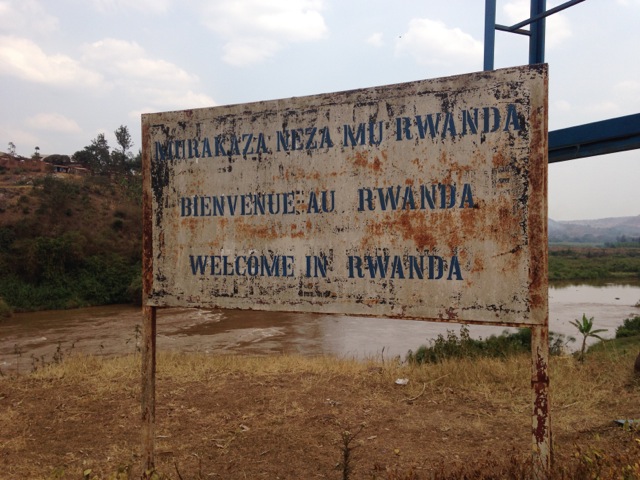 MURAKAZA NEZA MU RWANDA
BIENVENUE AU RWANDA
WELCOME IN RWANDA